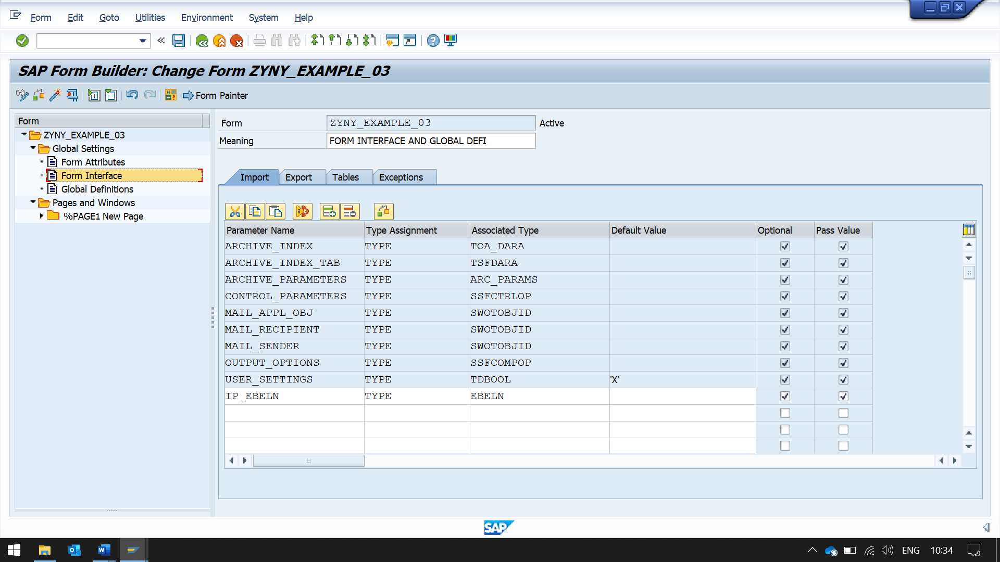 Form Edit Goto Utilities Environment System Help
SAP Form Builder: Change Form ZYNY_EXAMPLE_03
Form Painter
Form
ZYNY_EXAMPLE_03
Global Settings
Form Attributes
Form Interface
Global Definitions
Pages and Windows
%PAGE1 New Page
Form ZYNY_EXAMPLE_03 Active
Meaning FORM INTERFACE AND GLOBAL DEFI
Import Export Tables Exceptions
Parameter Name Type Assignment Associated Type Default Value Optional Pass Value
ARCHIVE_INDEX TYPE TOA_DARA
ARCHIVE_INDEX_TAB TYPE TSFDARA
ARCHIVE_PARAMETERS TYPE ARC_PARAMS
CONTROL_PARAMETERS TYPE SSFCTRLOP
MAIL_APPL_OBJ TYPE SWOTOBJID
MAIL_RECIPIENT TYPE SWOTOBJID
MAIL_SENDER TYPE SWOTOBJID
OUTPUT_OPTIONS TYPE SSFCOMPOP
USER_SETTINGS TYPE TDBOOL 'X'
IP_EBELN TYPE EBELN
SAP
ENG 10:34